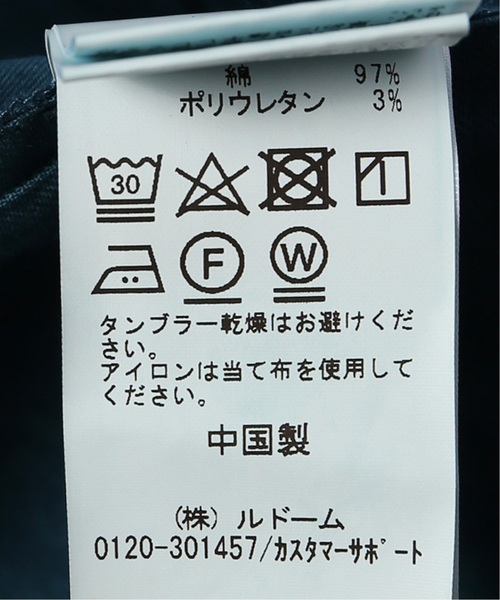 綿 97%
ポリウレタン 3%
30
F W
タンブラー乾燥はお避けくだ
さい。
アイロンは当て布を使用して
ください。
中国製
(株) ルドーム
0120-301457/ｶｽﾀﾏｰｻﾎﾟｰﾄ